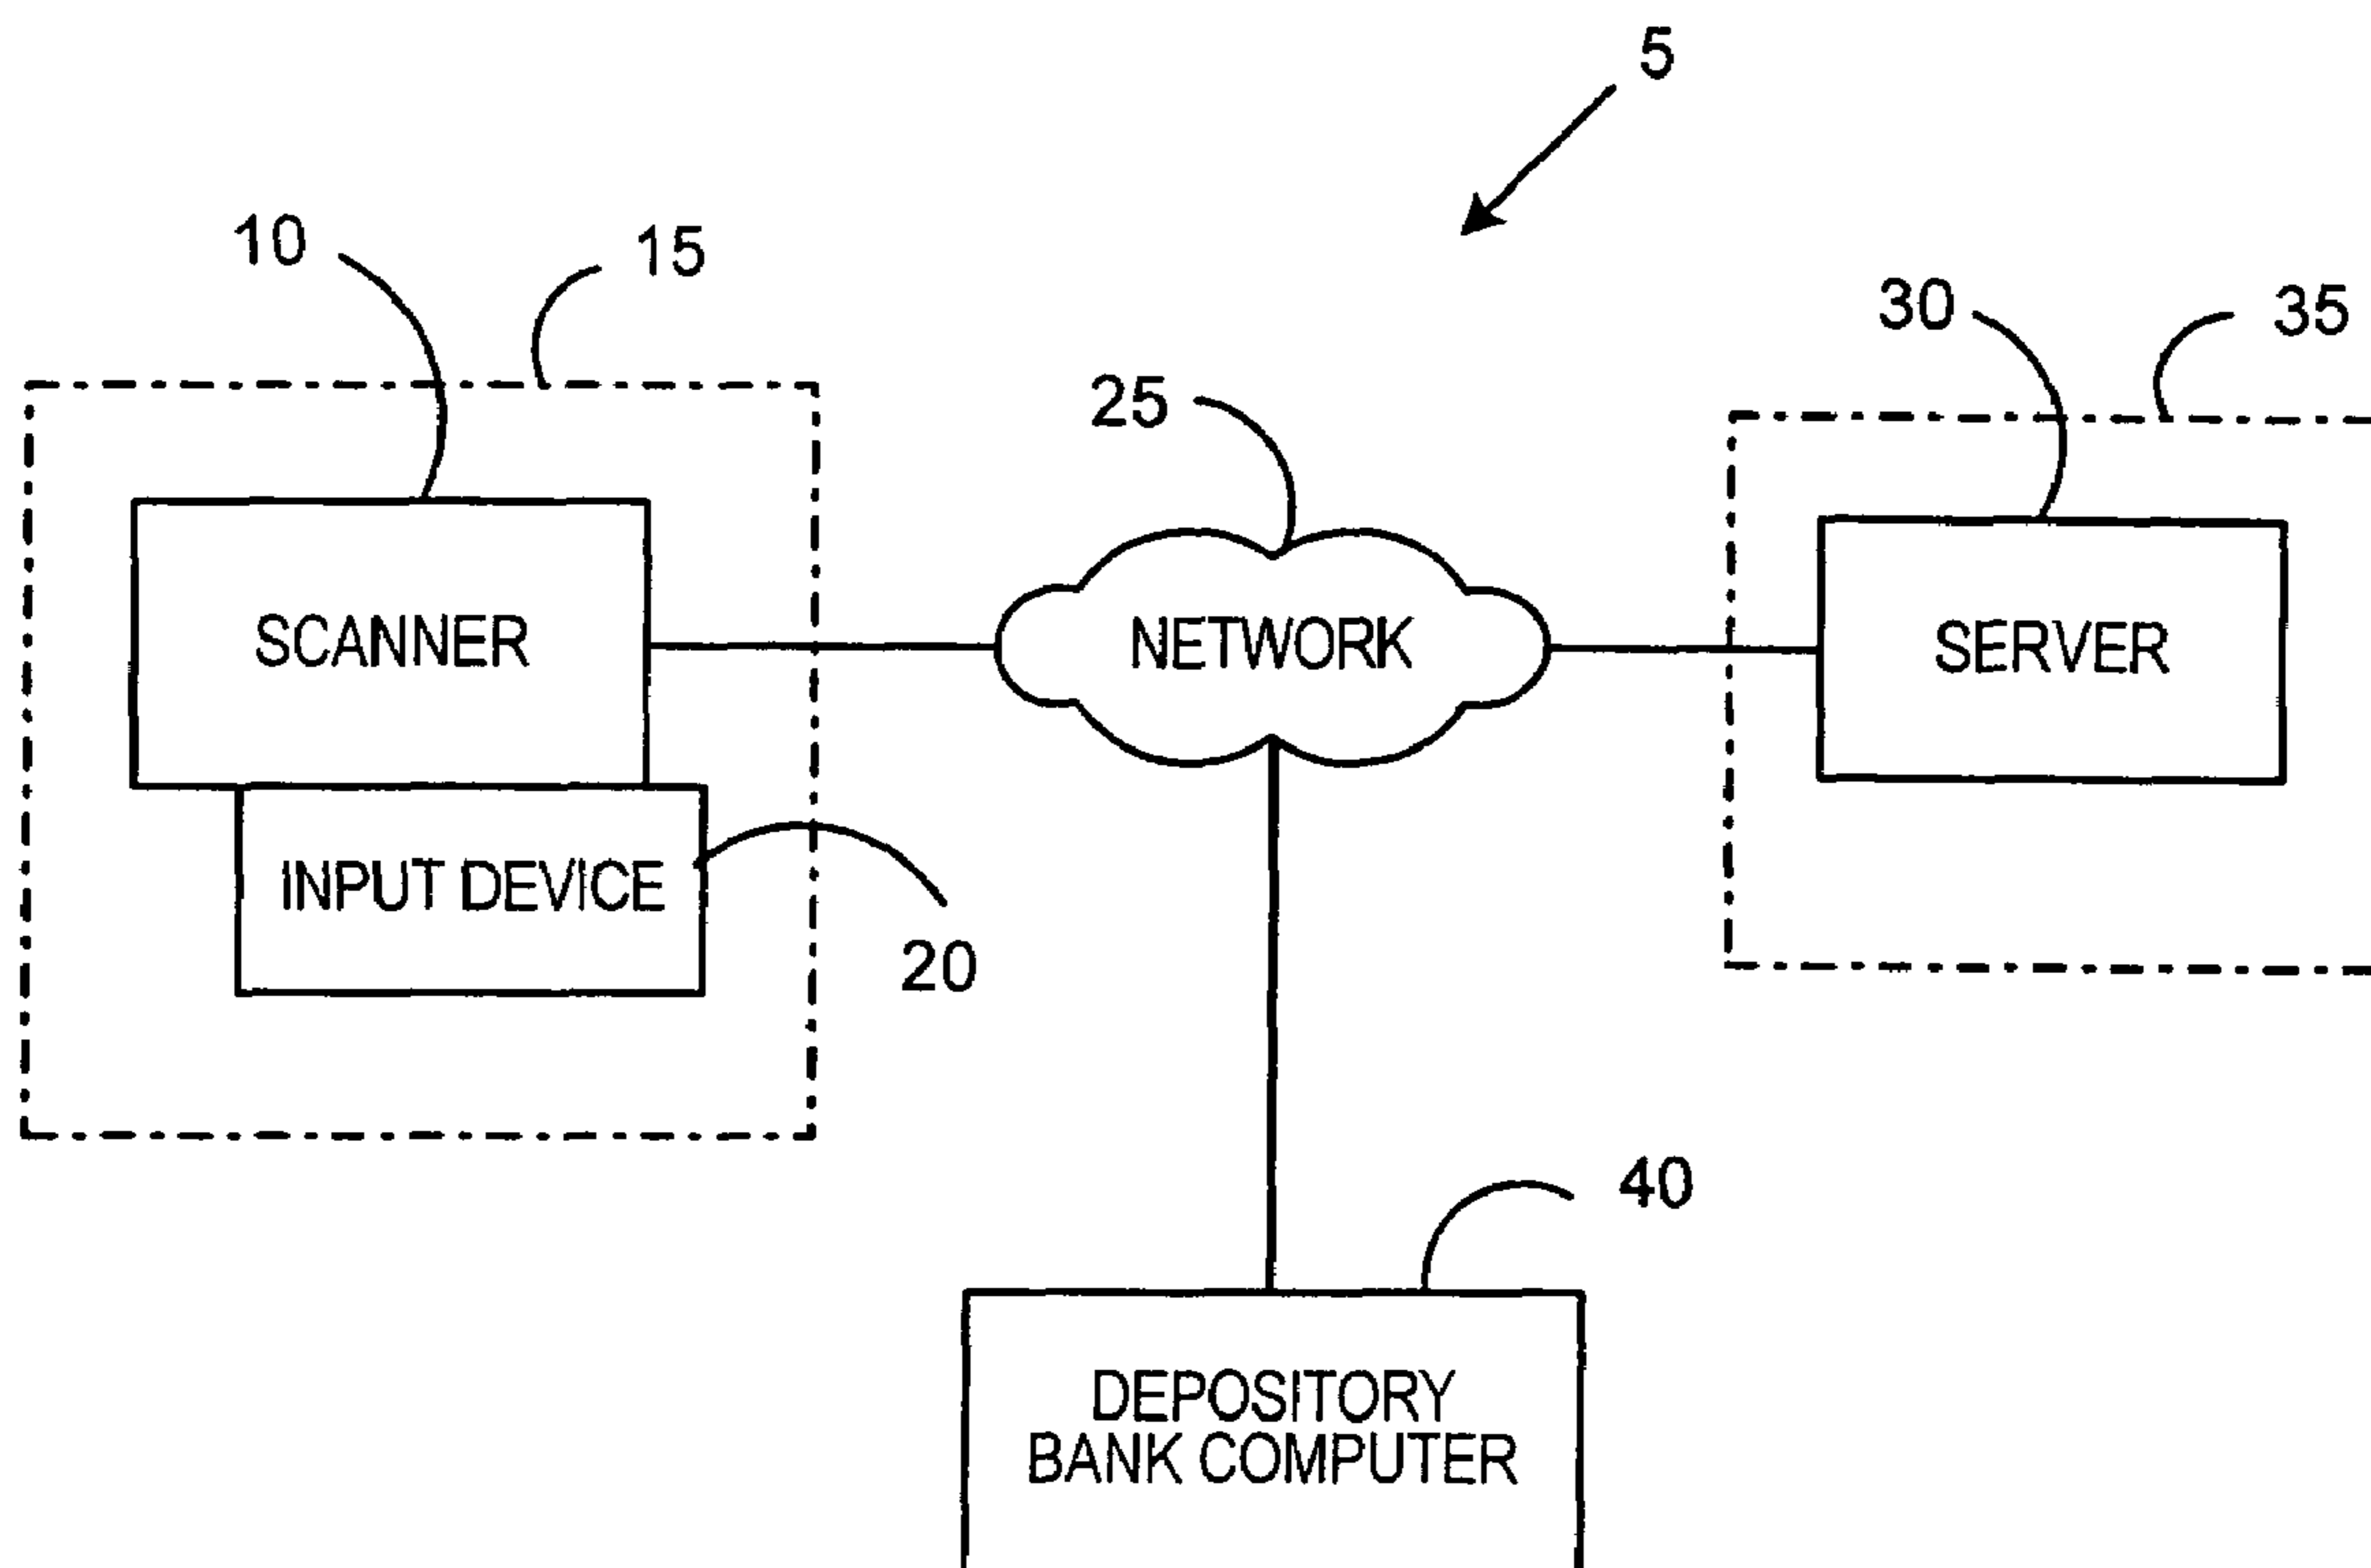 5
10
15
30
35
25
SCANNER
NETWORK
SERVER
INPUT DEVICE
20
40
DEPOSITORY
BANK COMPUTER